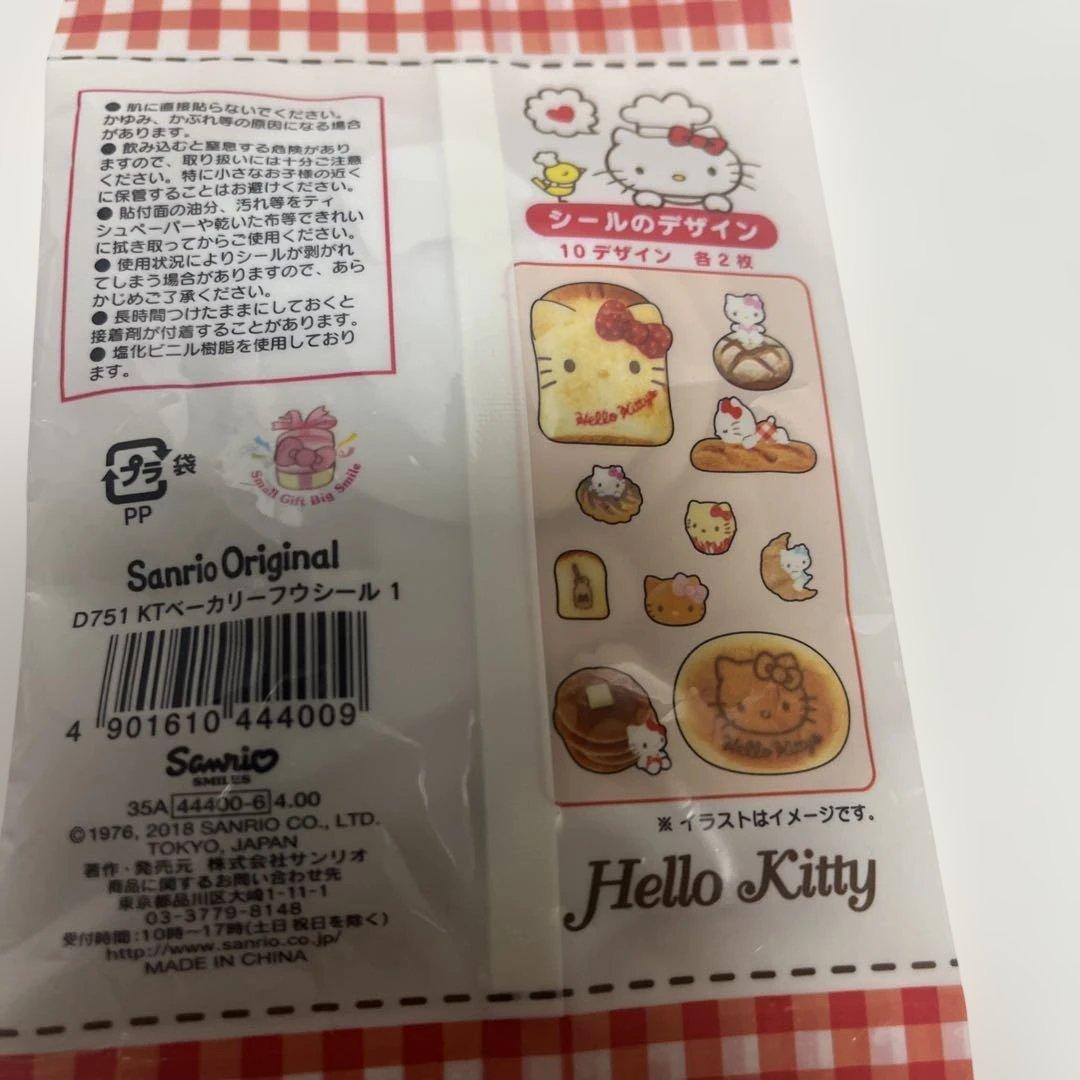 ● 肌に直接貼らないでください。
かゆみ、かぶれ等の原因になる場合
があります。
● 飲み込むと窒息する危険があり
ますので、取り扱いには十分ご注意
ください。特に小さなお子様の近く
に保管することはお避けください。
● 貼付面の油分、汚れ等をティ
シュペーパーや乾いた布等できれい
に拭き取ってからご使用ください。
● 使用状況によりシールが剥がれ
てしまう場合がありますので、あら
かじめご了承ください。
● 長時間つけたままにしておくと
接着剤が付着することがあります。
● 塩化ビニル樹脂を使用しており
ます。
プラ 袋
PP
Small Gift Big Smile
Sanrio Original
D751 KTベーカリーフウシール 1
4 901610 444009
Sanrio
SMILES
35A 44400-6 4.00
©1976, 2018 SANRIO CO., LTD.
TOKYO, JAPAN
著作・発売元 株式会社サンリオ
商品に関するお問い合わせ先
東京都品川区大崎1-11-1
03-3779-8148
受付時間:10時〜17時(土日祝日を除く)
http://www.sanrio.co.jp/
MADE IN CHINA
シールのデザイン
10デザイン 各2枚
Hello Kitty
Hello Kitty
※ イラストはイメージです。
Hello Kitty